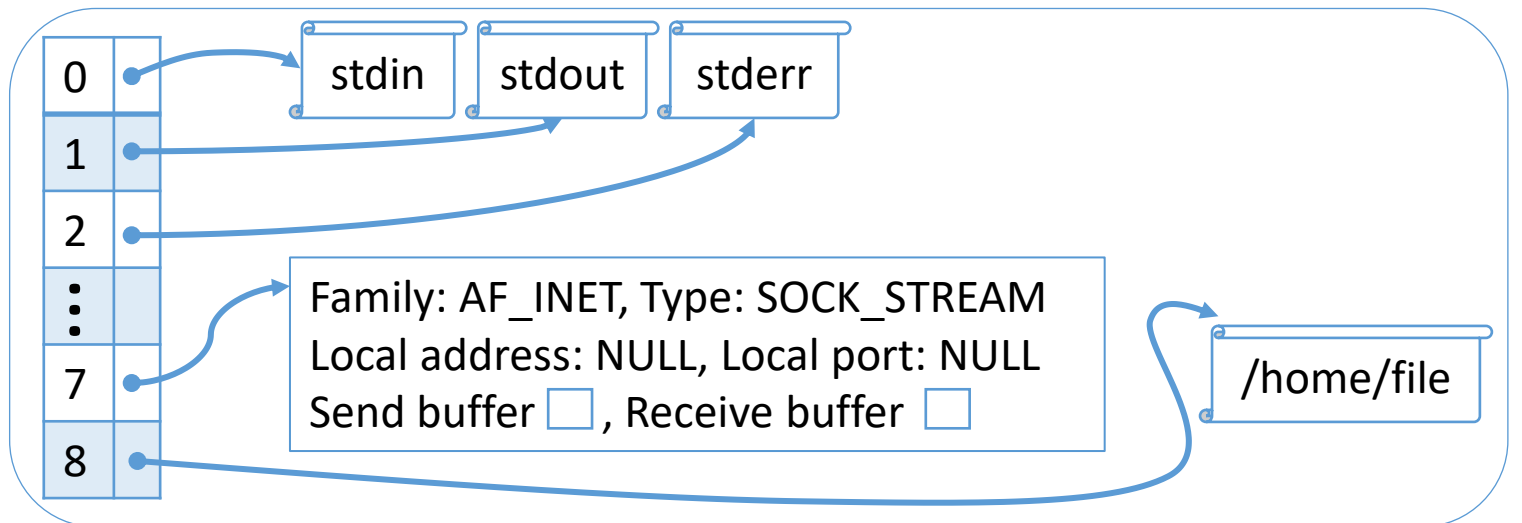 0
stdin
stdout
stderr
1
2
⋮
7
Family: AF_INET, Type: SOCK_STREAM
Local address: NULL, Local port: NULL
Send buffer , Receive buffer
/home/file
8